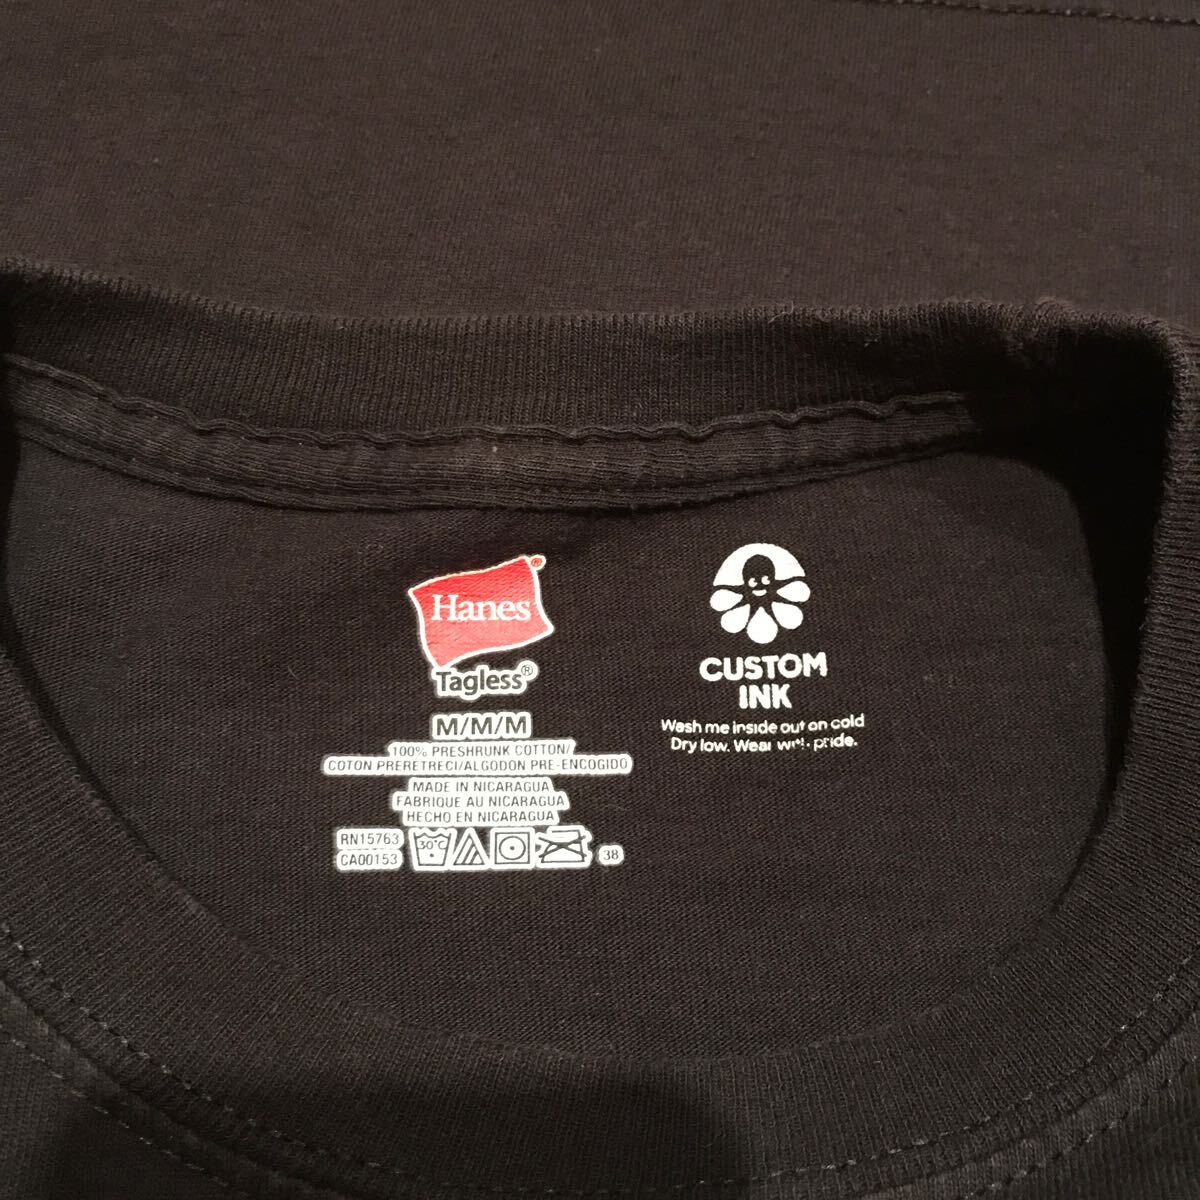 Hanes®
Tagless®
M/M/M
100% PRESHRUNK COTTON/
COTON PRERETRECI/ALGODON PRE-ENCOGIDO
MADE IN NICARAGUA
FABRIQUE AU NICARAGUA
HECHO EN NICARAGUA
RN15763
CA00153
30°C
38
CUSTOM
INK
Wash me inside out on cold
Dry low. Wear with pride.